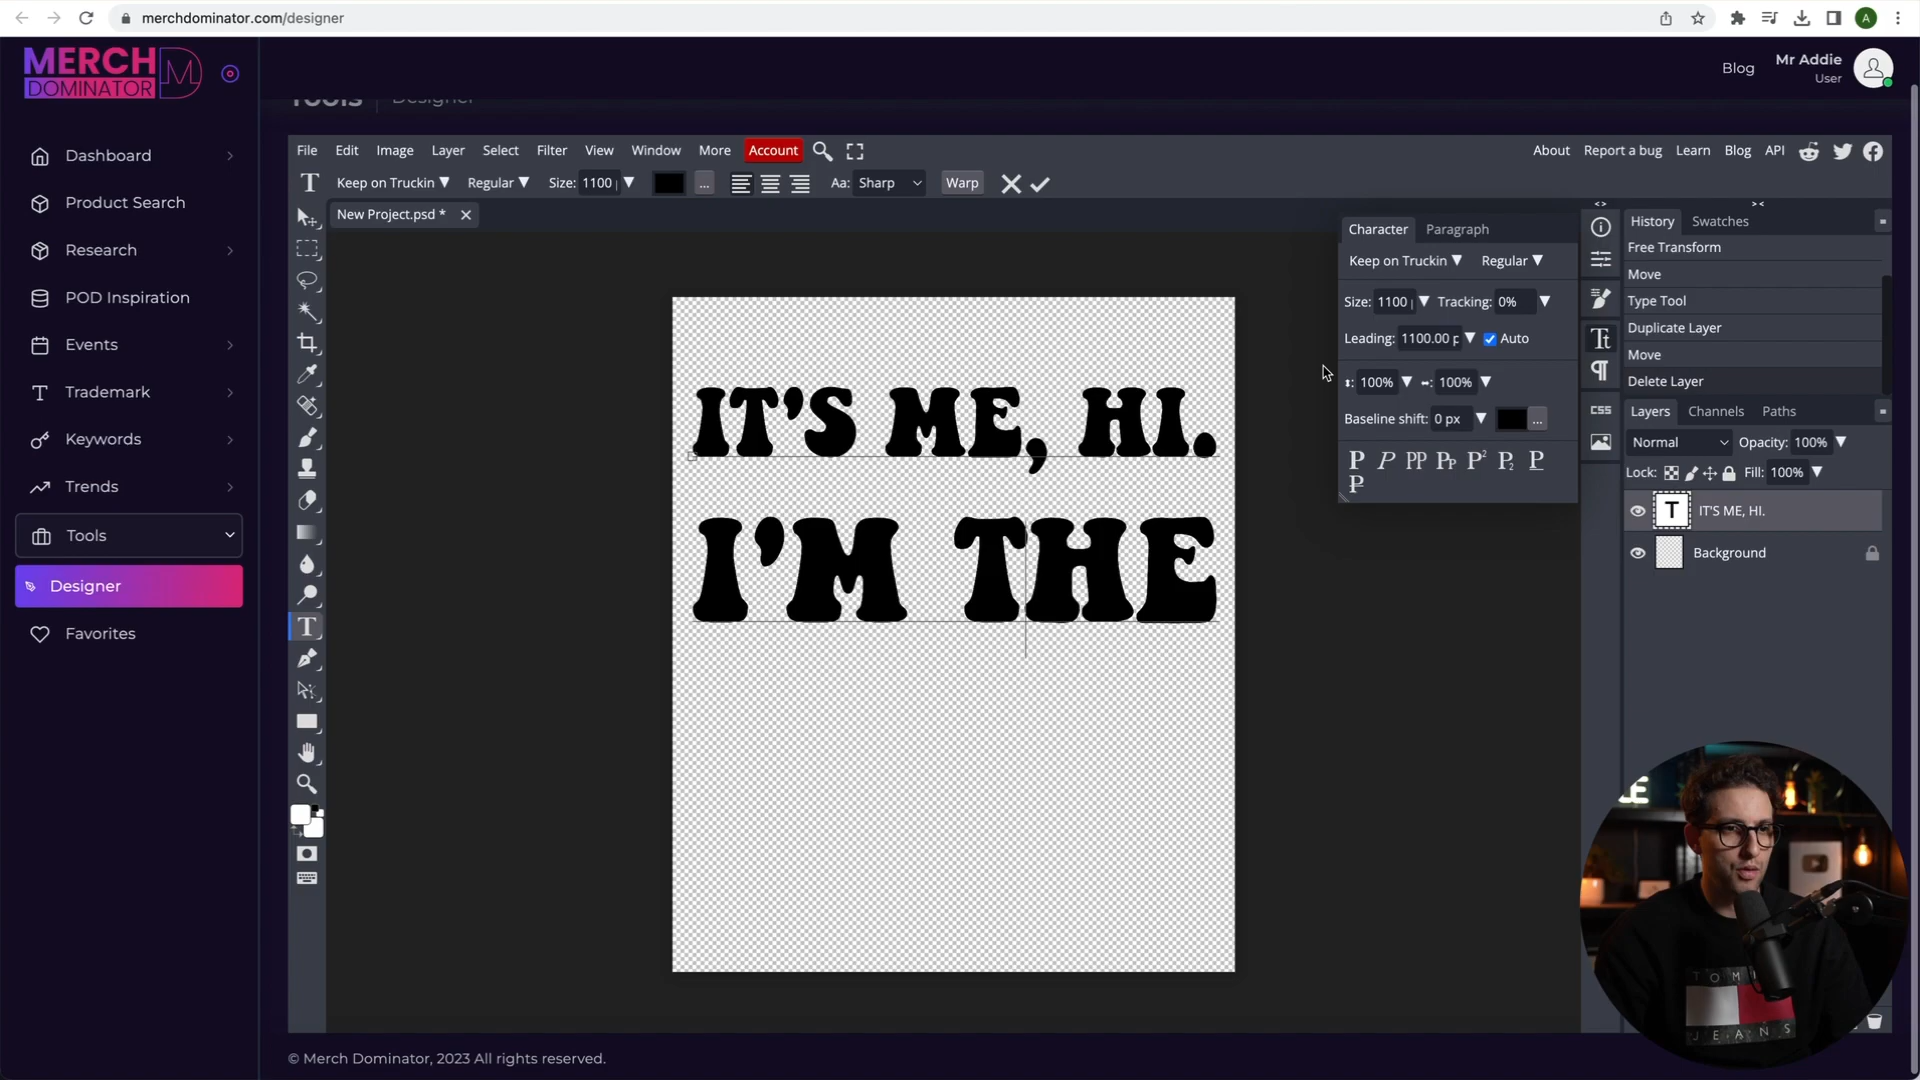 merchdominator.com/designer
A
MERCH DOMINATOR
Blog
Mr Addie
User
Tools | Designer
Dashboard
Product Search
Research
POD Inspiration
Events
Trademark
Keywords
Trends
Tools
Designer
Favorites
File Edit Image Layer Select Filter View Window More Account
About Report a bug Learn Blog API
T Keep on Truckin Regular Size: 1100 ... Aa: Sharp Warp
New Project.psd *
IT'S ME, HI.
I'M THE
Character Paragraph
Keep on Truckin Regular
Size: 1100 Tracking: 0%
Leading: 1100.00 p Auto
100% 100%
Baseline shift: 0 px ...
CSS
History Swatches
Free Transform
Move
Type Tool
Duplicate Layer
Move
Delete Layer
Layers Channels Paths
Normal Opacity: 100%
Lock: Fill: 100%
T IT'S ME, HI.
Background
LE
TOM
JEANS
© Merch Dominator, 2023 All rights reserved.